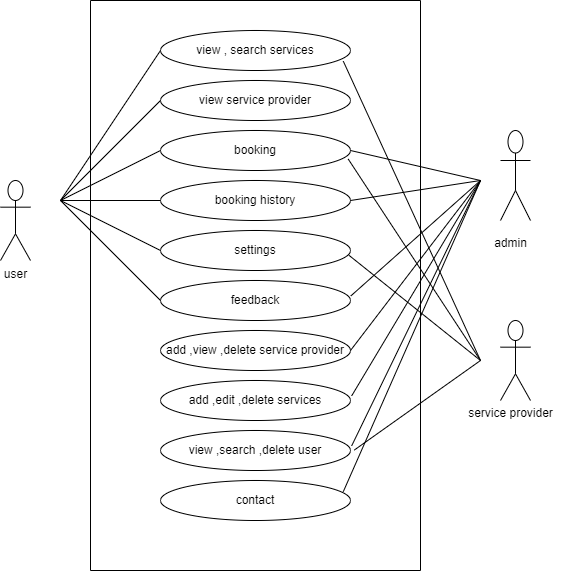 view , search services
view service provider
booking
booking history
settings
feedback
add ,view ,delete service provider
add ,edit ,delete services
view ,search ,delete user
contact
user
admin
service provider